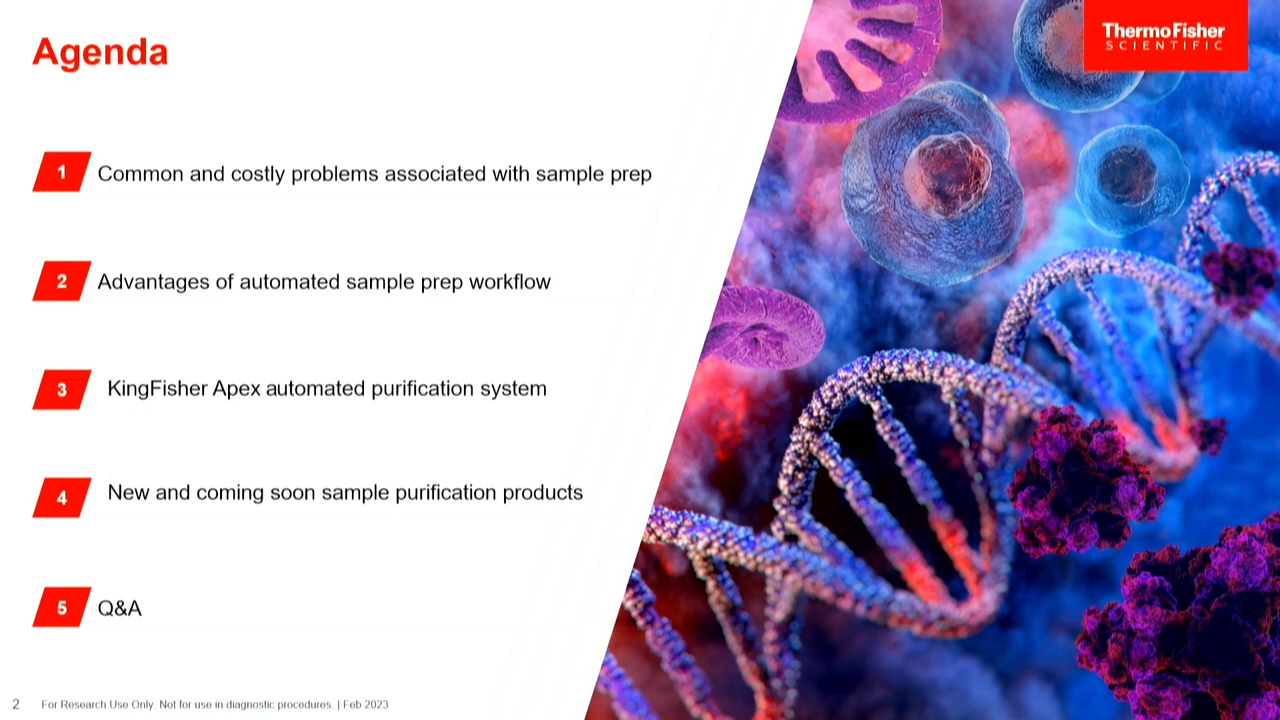 Agenda
ThermoFisher
SCIENTIFIC
1 Common and costly problems associated with sample prep
2 Advantages of automated sample prep workflow
3 KingFisher Apex automated purification system
4 New and coming soon sample purification products
5 Q&A
2 For Research Use Only. Not for use in diagnostic procedures. | Feb 2023